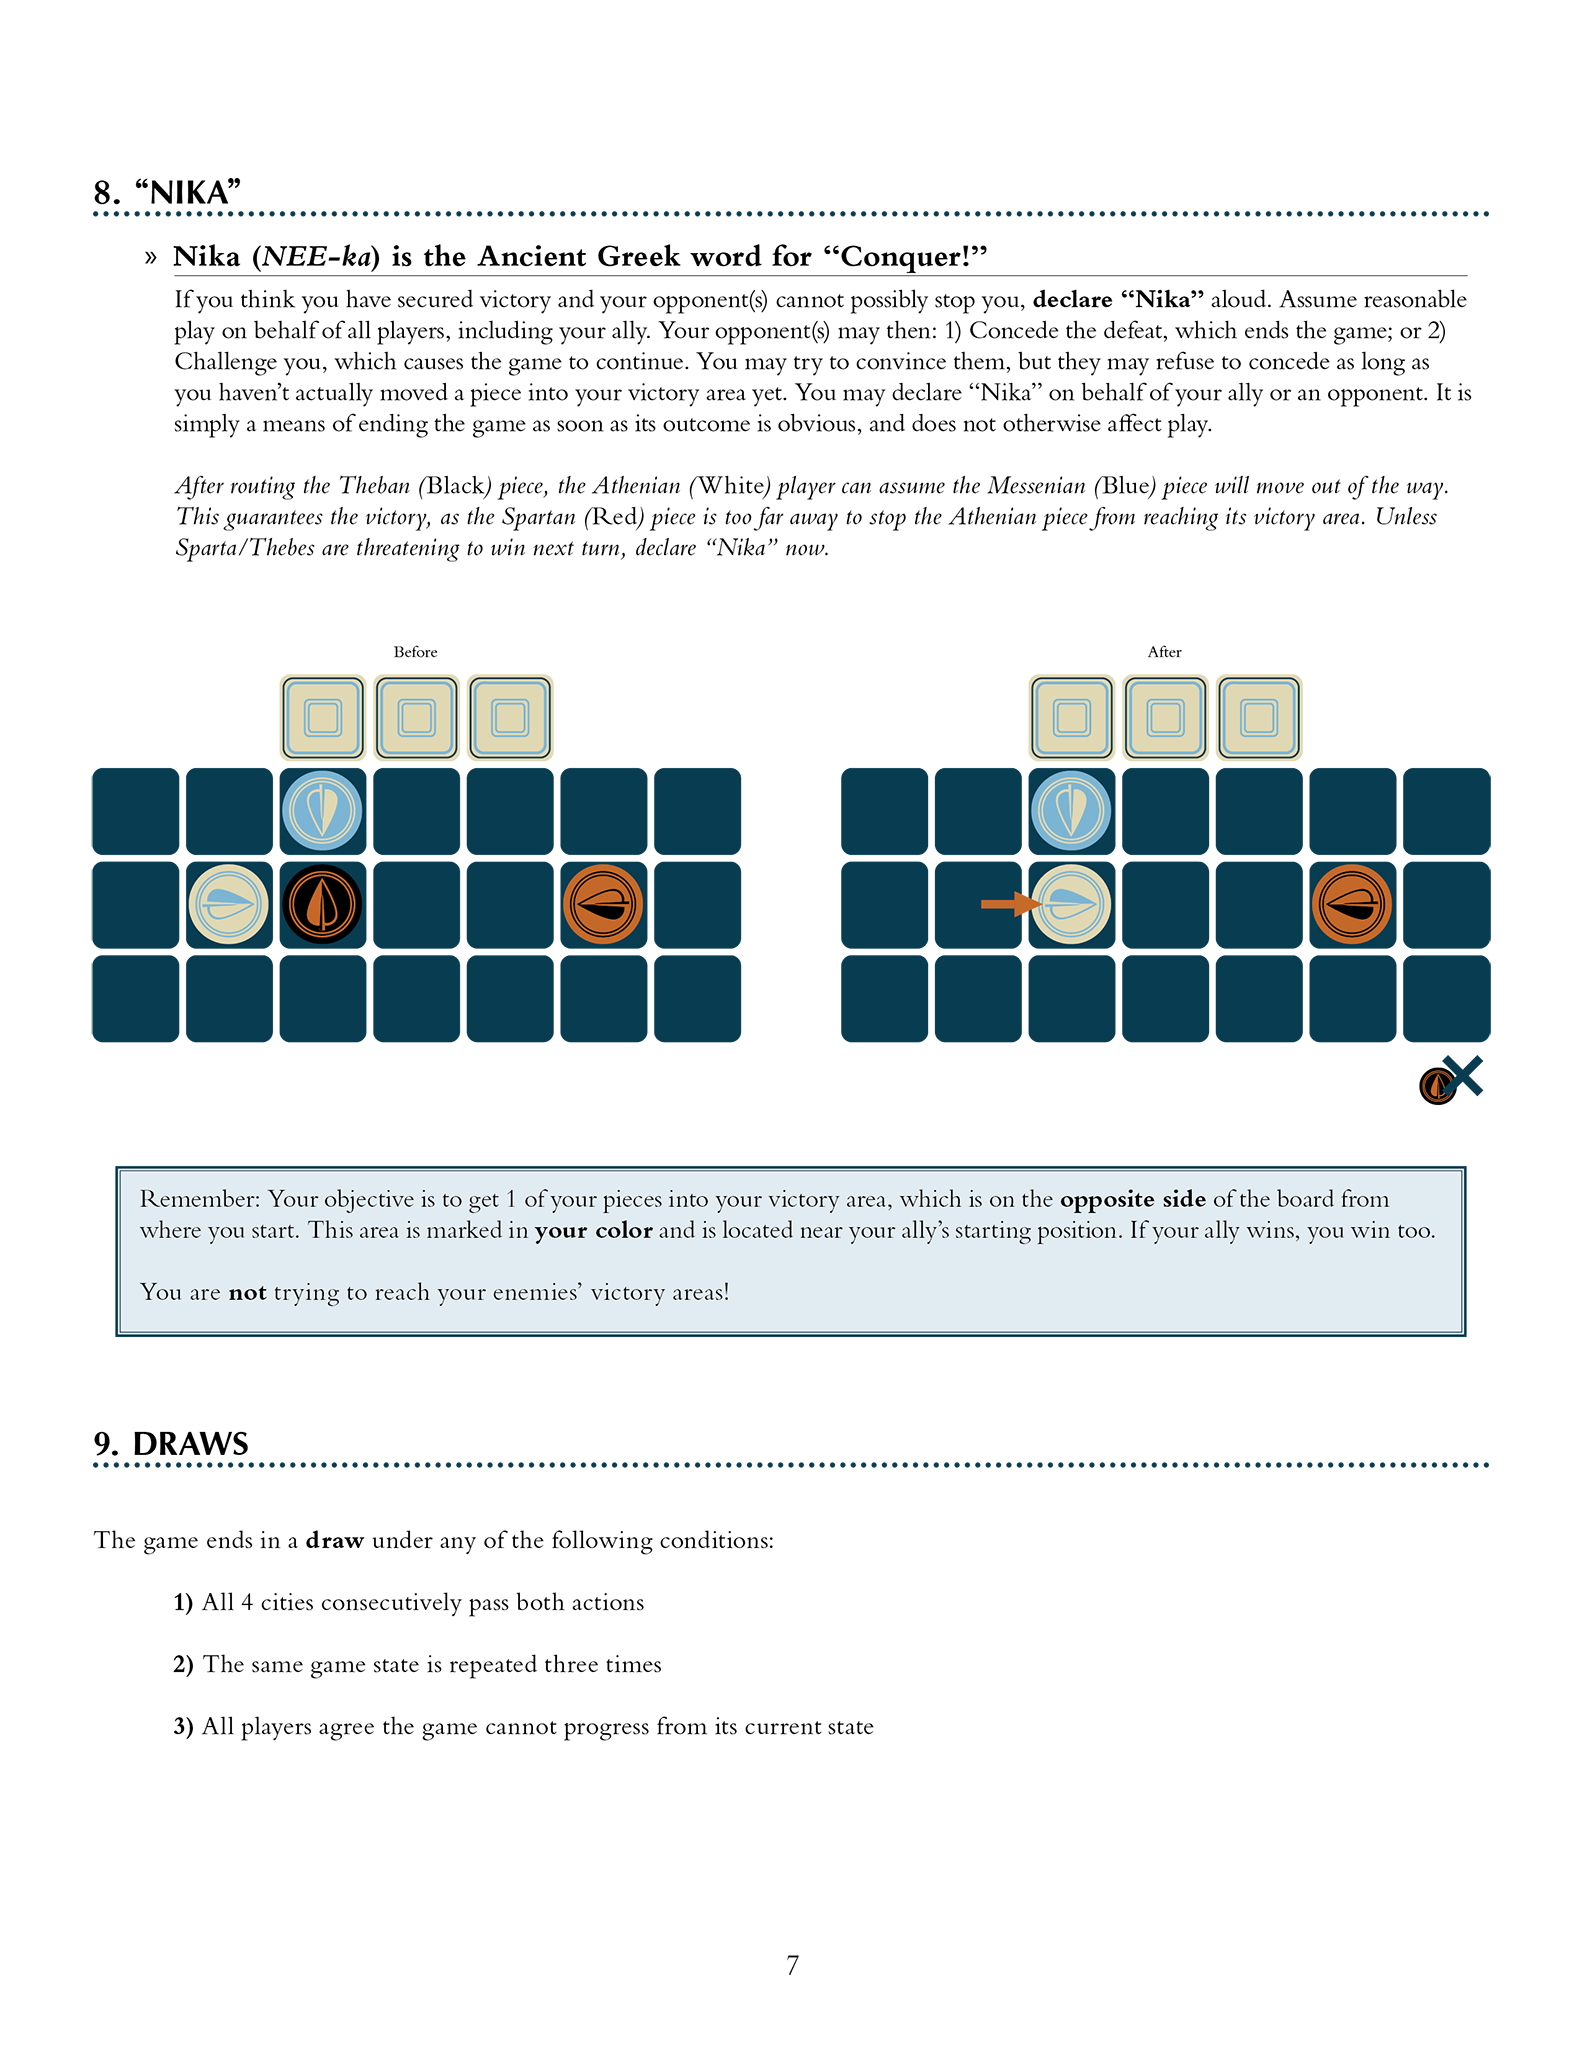 8. “NIKA”
» Nika (NEE-ka) is the Ancient Greek word for “Conquer!”
If you think you have secured victory and your opponent(s) cannot possibly stop you, declare “Nika” aloud. Assume reasonable
play on behalf of all players, including your ally. Your opponent(s) may then: 1) Concede the defeat, which ends the game; or 2)
Challenge you, which causes the game to continue. You may try to convince them, but they may refuse to concede as long as
you haven’t actually moved a piece into your victory area yet. You may declare “Nika” on behalf of your ally or an opponent. It is
simply a means of ending the game as soon as its outcome is obvious, and does not otherwise affect play.
After routing the Theban (Black) piece, the Athenian (White) player can assume the Messenian (Blue) piece will move out of the way.
This guarantees the victory, as the Spartan (Red) piece is too far away to stop the Athenian piece from reaching its victory area. Unless
Sparta/Thebes are threatening to win next turn, declare “Nika” now.
Before
After
Remember: Your objective is to get 1 of your pieces into your victory area, which is on the opposite side of the board from
where you start. This area is marked in your color and is located near your ally’s starting position. If your ally wins, you win too.
You are not trying to reach your enemies’ victory areas!
9. DRAWS
The game ends in a draw under any of the following conditions:
1) All 4 cities consecutively pass both actions
2) The same game state is repeated three times
3) All players agree the game cannot progress from its current state
7